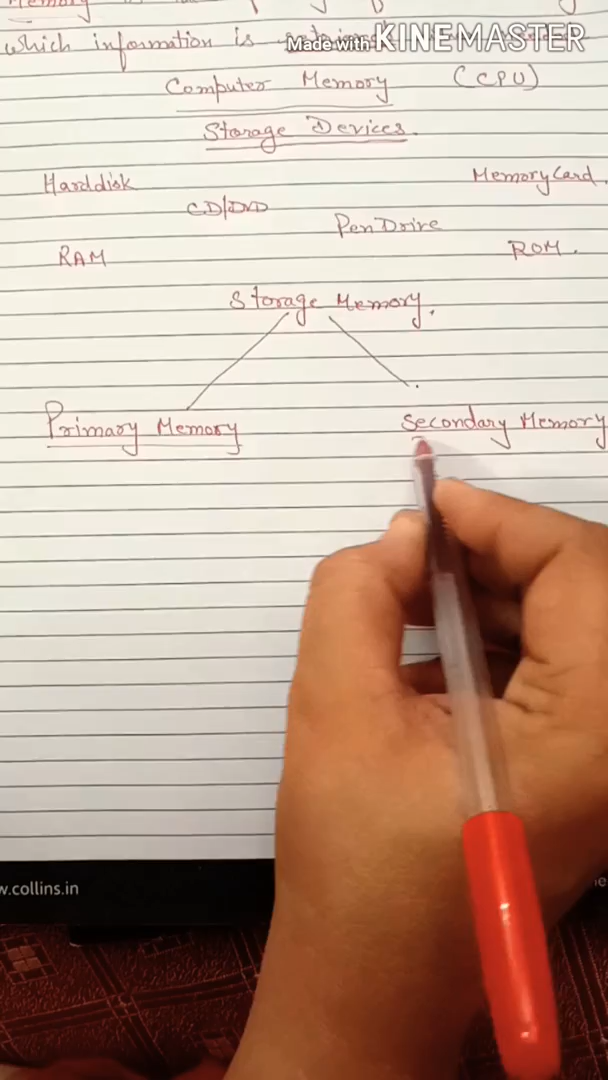 Memory
which information is
Made with KINEMASTER
Computer Memory (CPU)
Storage Devices.
Harddisk
Memory Card.
CD/DVD
Pen Drive
RAM
ROM.
Storage Memory.
Primary Memory
Secondary Memory
w.collins.in